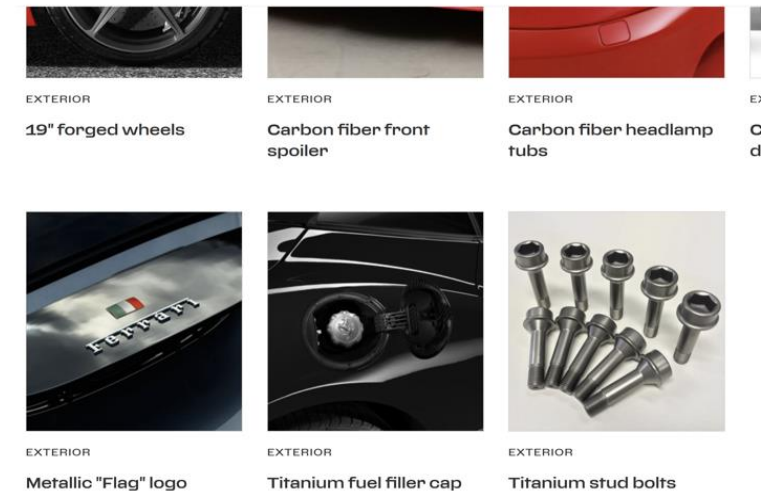 EXTERIOR
19" forged wheels
EXTERIOR
Carbon fiber front
spoiler
EXTERIOR
Carbon fiber headlamp
tubs
Ferrari
EXTERIOR
Metallic "Flag" logo
EXTERIOR
Titanium fuel filler cap
EXTERIOR
Titanium stud bolts